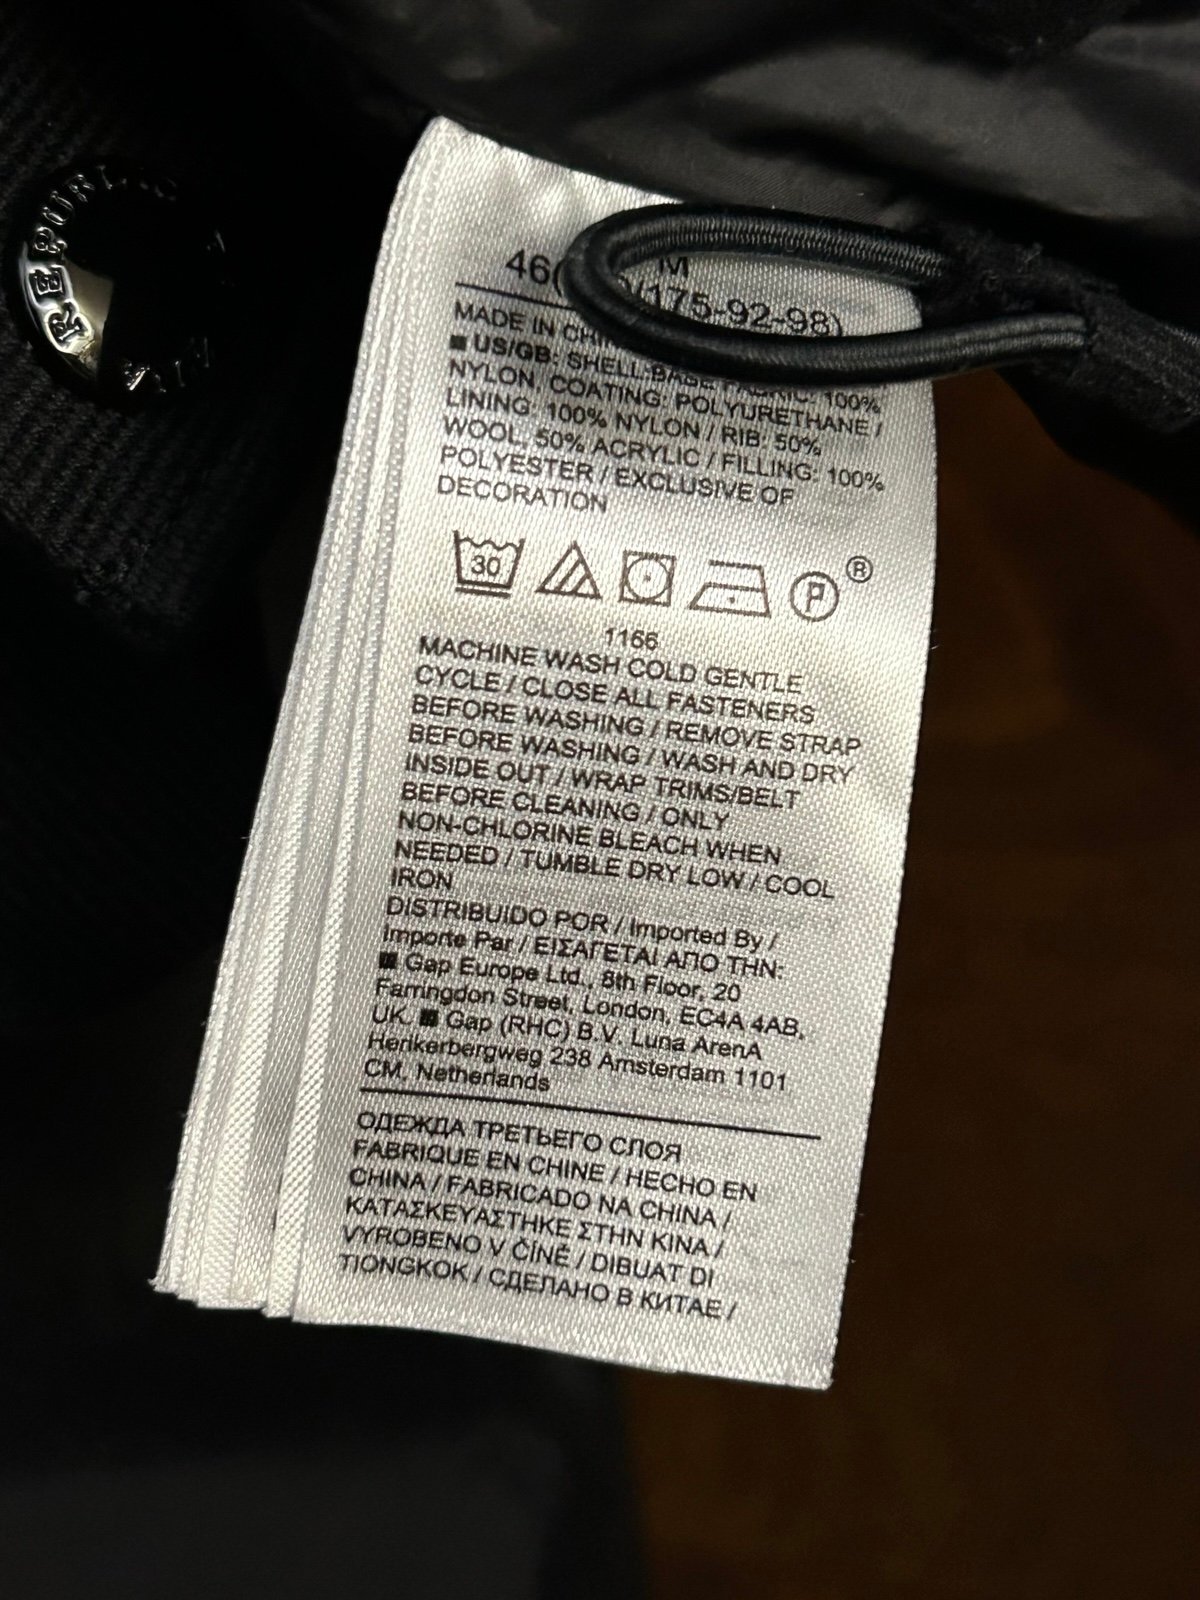 REPUBLIC
M
46( /175-92-98)
MADE IN
■ US/GB: SHELL:BASE FABRIC: 100%
NYLON, COATING: POLYURETHANE /
LINING: 100% NYLON / RIB: 50%
WOOL, 50% ACRYLIC / FILLING: 100%
POLYESTER / EXCLUSIVE OF
DECORATION
30 P ®
1166
MACHINE WASH COLD GENTLE
CYCLE / CLOSE ALL FASTENERS
BEFORE WASHING / REMOVE STRAP
BEFORE WASHING / WASH AND DRY
INSIDE OUT / WRAP TRIMS/BELT
BEFORE CLEANING / ONLY
NON-CHLORINE BLEACH WHEN
NEEDED / TUMBLE DRY LOW / COOL
IRON
DISTRIBUIDO POR / Imported By /
Importe Par / ΕΙΣΑΓΕΤΑΙ ΑΠΟ ΤΗΝ:
■ Gap Europe Ltd., 8th Floor, 20
Farringdon Street, London, EC4A 4AB,
UK. ■ Gap (RHC) B.V. Luna ArenA
Herikerbergweg 238 Amsterdam 1101
CM. Netherlands
ОДЕЖДА ТРЕТЬЕГО СЛОЯ
FABRIQUE EN CHINE / HECHO EN
CHINA / FABRICADO NA CHINA /
ΚΑΤΑΣΚΕΥΑΣΤΗΚΕ ΣΤΗΝ ΚΙΝΑ /
VYROBENO V ČÍNĚ / DIBUAT DI
TIONGKOK / СДЕЛАНО В КИТАЕ /